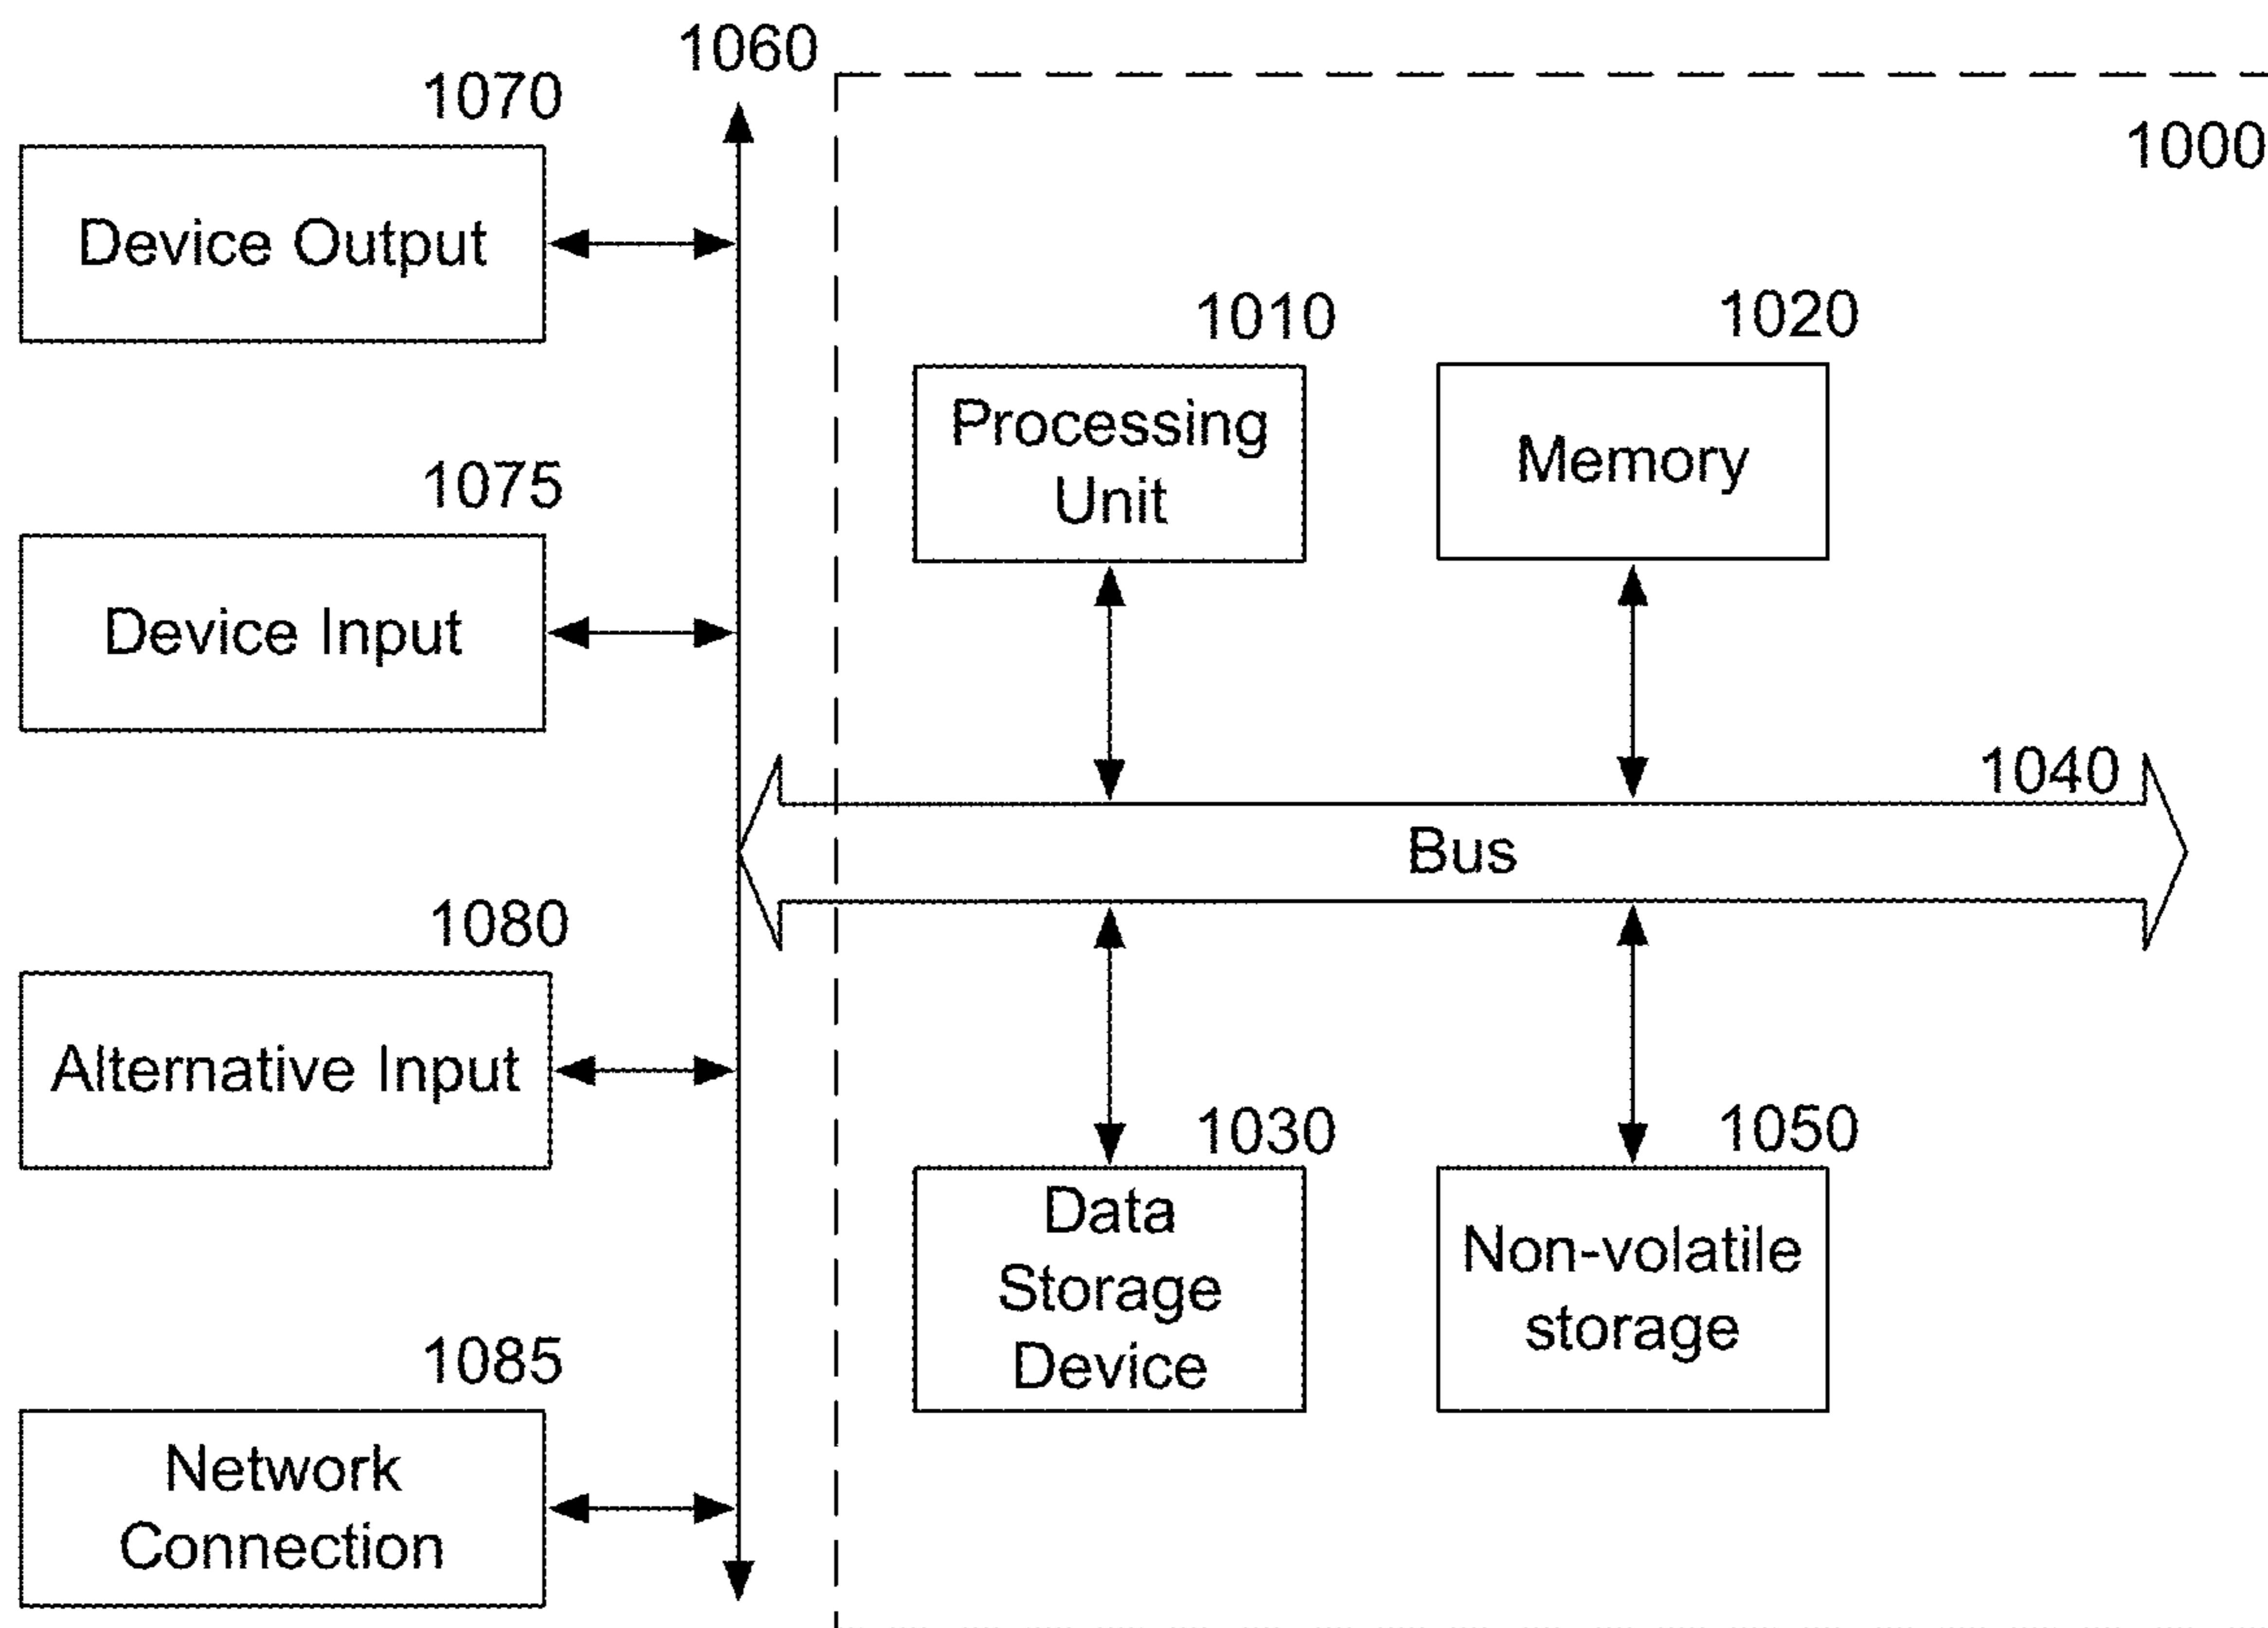 1060
1070
1000
Device Output
1010
1020
Processing
Unit
Memory
1075
Device Input
1040
Bus
1080
Alternative Input
1030
1050
Data
Storage
Device
Non-volatile
storage
1085
Network
Connection